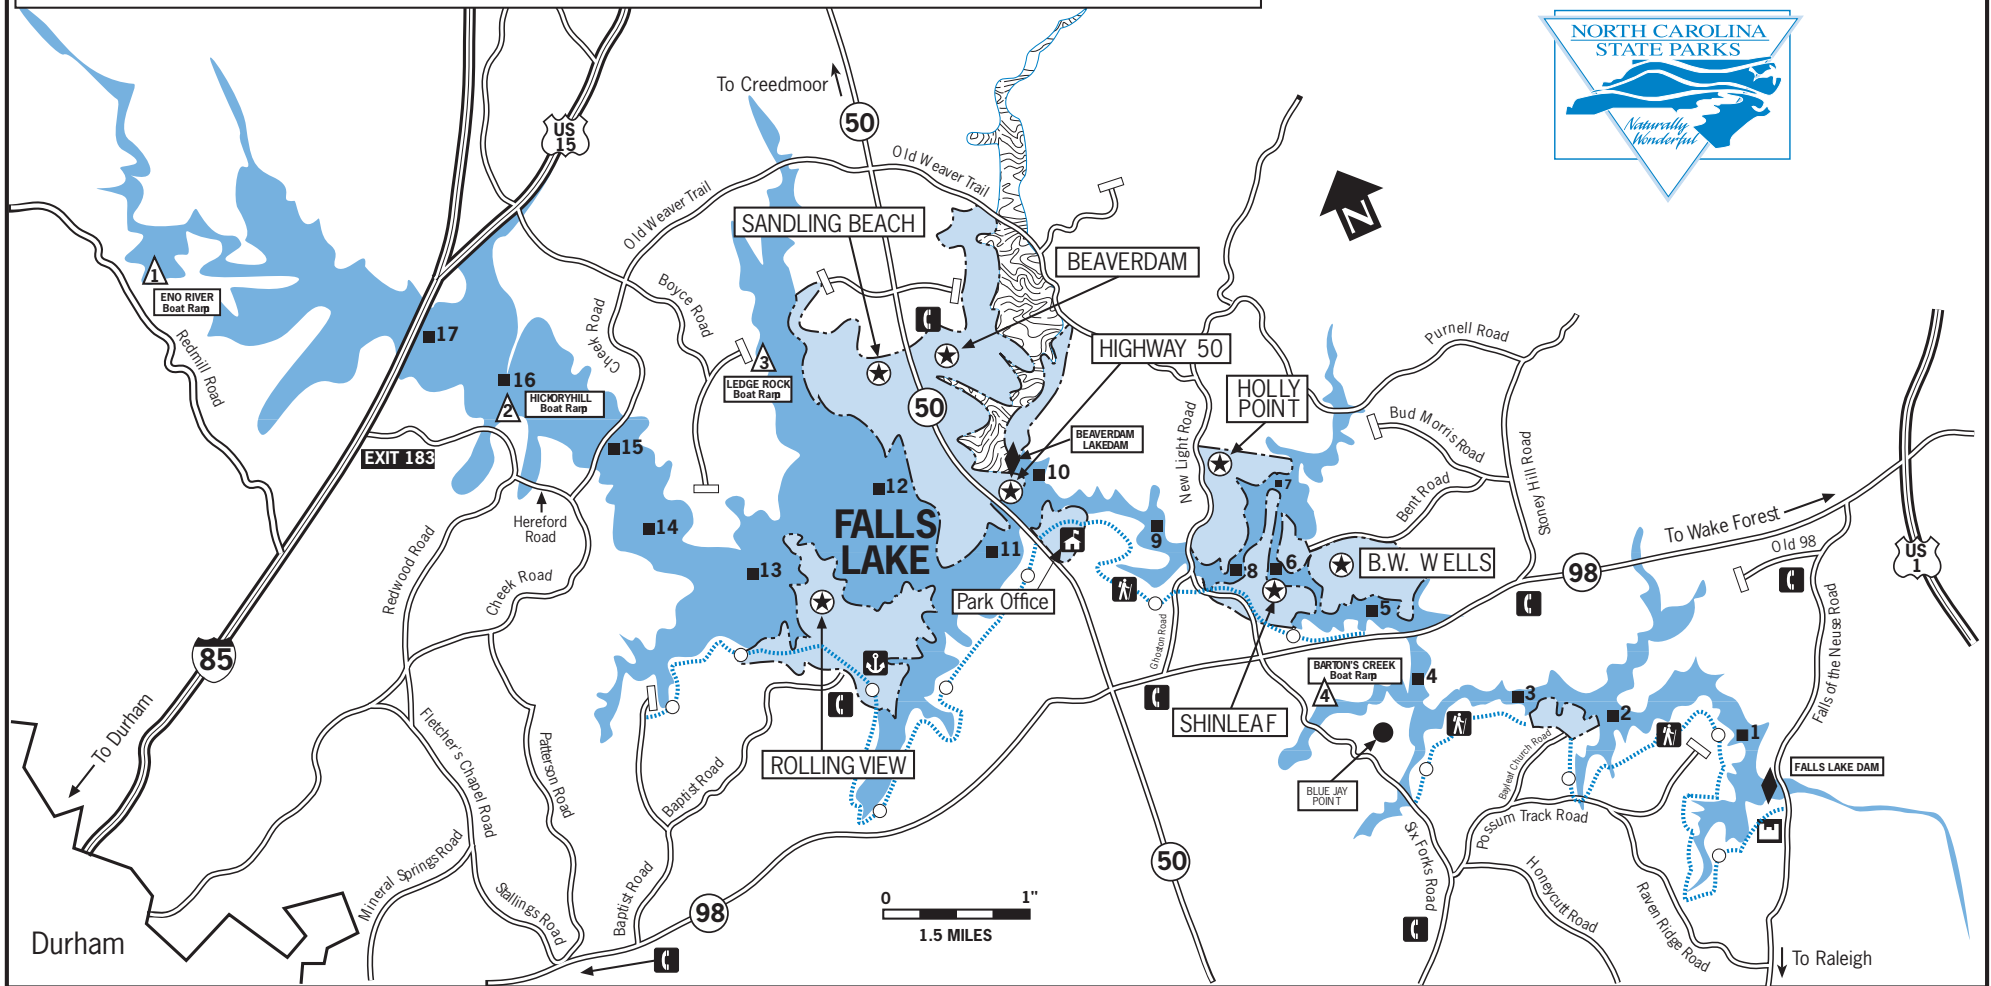 NORTH CAROLINA
STATE PARKS
Naturally
Wonderful
To Creedmoor
50
US
15
Old Weaver Trail
Old Weaver Trail
SANDLING BEACH
BEAVERDAM
1
ENO RIVER
Boat Ramp
Redmill Road
17
16
2
HICKORYHILL
Boat Ramp
Cheek Road
Boyce Road
3
LEDGE ROCK
Boat Ramp
HIGHWAY 50
50
HOLLY
POINT
Purnell Road
Bud Morris Road
Stoney Hill Road
N
EXIT 183
15
BEAVERDAM
LAKEDAM
10
12
7
New Light Road
Bent Road
Hereford
Road
14
FALLS
LAKE
11
9
To Wake Forest
Old 98
US
1
13
8
6
B.W. WELLS
98
5
Redwood Road
Cheek Road
Park Office
Ghoston Road
Falls of the Neuse Road
85
BARTON'S CREEK
Boat Ramp
4
4
3
2
1
To Durham
Fletcher's Chapel Road
Patterson Road
ROLLING VIEW
SHINLEAF
Baptist Road
BLUE JAY
POINT
Bayleaf Church Road
FALLS LAKE DAM
Possum Track Road
Six Forks Road
Mineral Springs Road
Stallings Road
Baptist Road
98
50
0 1"
1.5 MILES
Honeycutt Road
Raven Ridge Road
Durham
To Raleigh